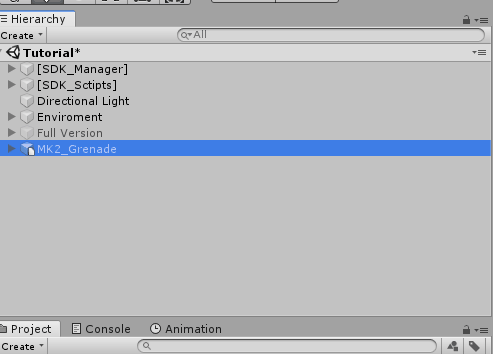 Hierarchy
Create All
Tutorial*
[SDK_Manager]
[SDK_Sctipts]
Directional Light
Enviroment
Full Version
MK2_Grenade
Project Console Animation
Create